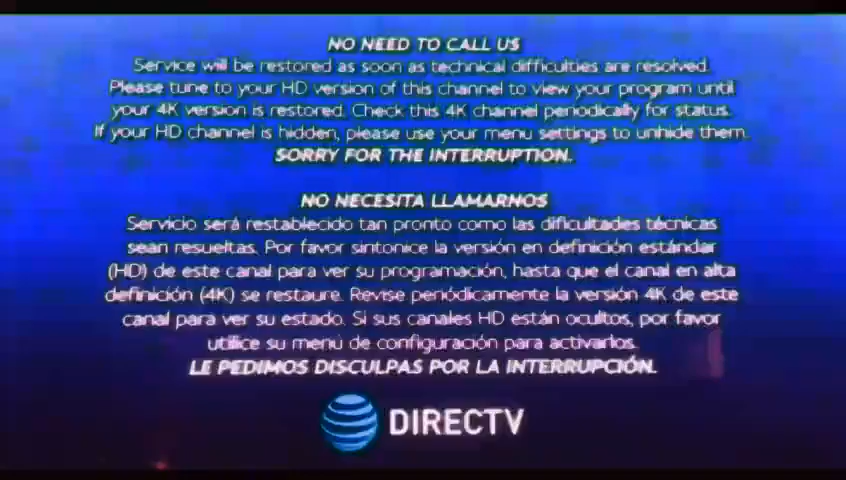 NO NEED TO CALL US
Service will be restored as soon as technical difficulties are resolved.
Please tune to your HD version of this channel to view your program until
your 4K version is restored. Check this 4K channel periodically for status.
If your HD channel is hidden, please use your menu settings to unhide them.
SORRY FOR THE INTERRUPTION.
NO NECESITA LLAMARNOS
Servicio será restablecido tan pronto como las dificultades técnicas
sean resueltas. Por favor sintonice la versión en definición estándar
(HD) de este canal para ver su programación, hasta que el canal en alta
definición (4K) se restaure. Revise periódicamente la versión 4K de este
canal para ver su estado. Si sus canales HD están ocultos, por favor
utilice su menú de configuración para activarlos.
LE PEDIMOS DISCULPAS POR LA INTERRUPCIÓN.
DIRECTV